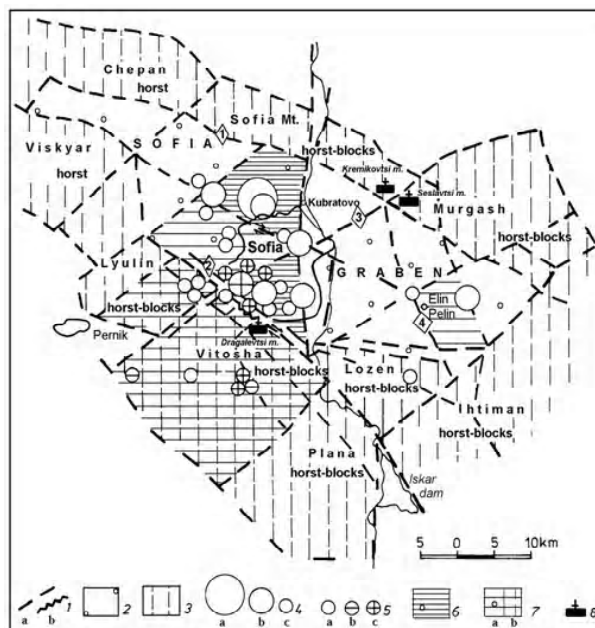 Chepan
horst
Sofia Mt.
SOFIA
1
horst-blocks
Viskyar
horst
Kremikovtsi m.
Seslavtsi m.
Kubratovo
3
Murgash
horst-blocks
Sofia
Lyulin
GRABEN
horst-blocks
Elin
Pelin
4
Pernik
Dragalevtsi m.
Vitosha
horst-blocks
Lozen
horst-blocks
Ihtiman
horst-blocks
Plana
horst-blocks
Iskar
dam
5 0 5 10km
1 2 3 4 5 6 7 8
a b a b c a b c a b